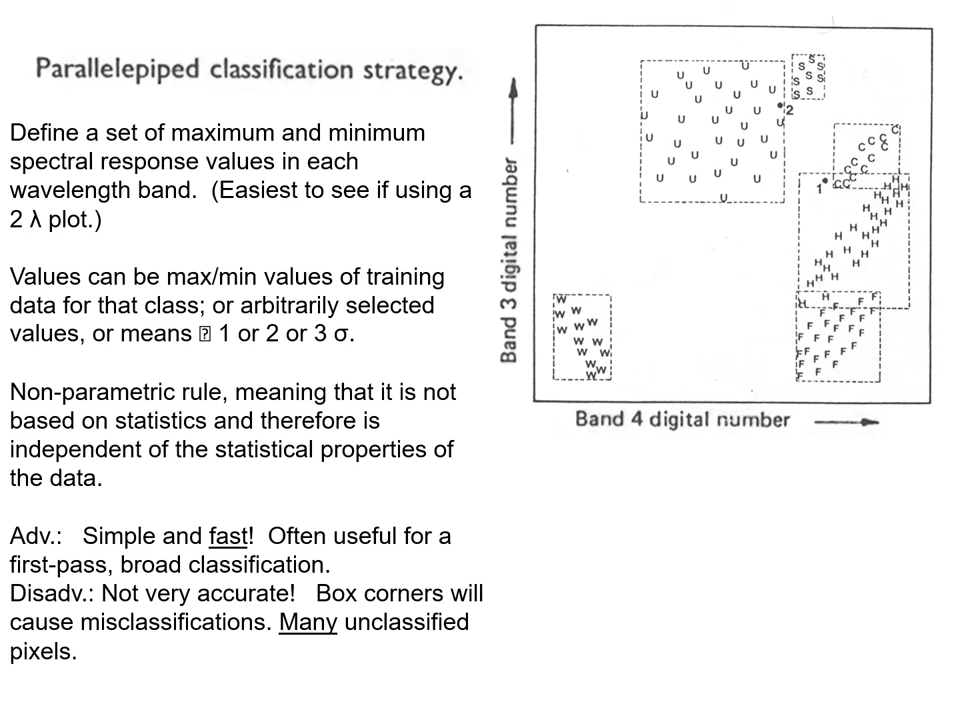 Parallelepiped classification strategy.
Define a set of maximum and minimum
spectral response values in each
wavelength band.  (Easiest to see if using a
2 λ plot.)
Values can be max/min values of training
data for that class; or arbitrarily selected
values, or means ⍰ 1 or 2 or 3 σ.
Non-parametric rule, meaning that it is not
based on statistics and therefore is
independent of the statistical properties of
the data.
Adv.:   Simple and fast!  Often useful for a
first-pass, broad classification.
Disadv.: Not very accurate!   Box corners will
cause misclassifications. Many unclassified
pixels.
Band 3 digital number
2
1
Band 4 digital number